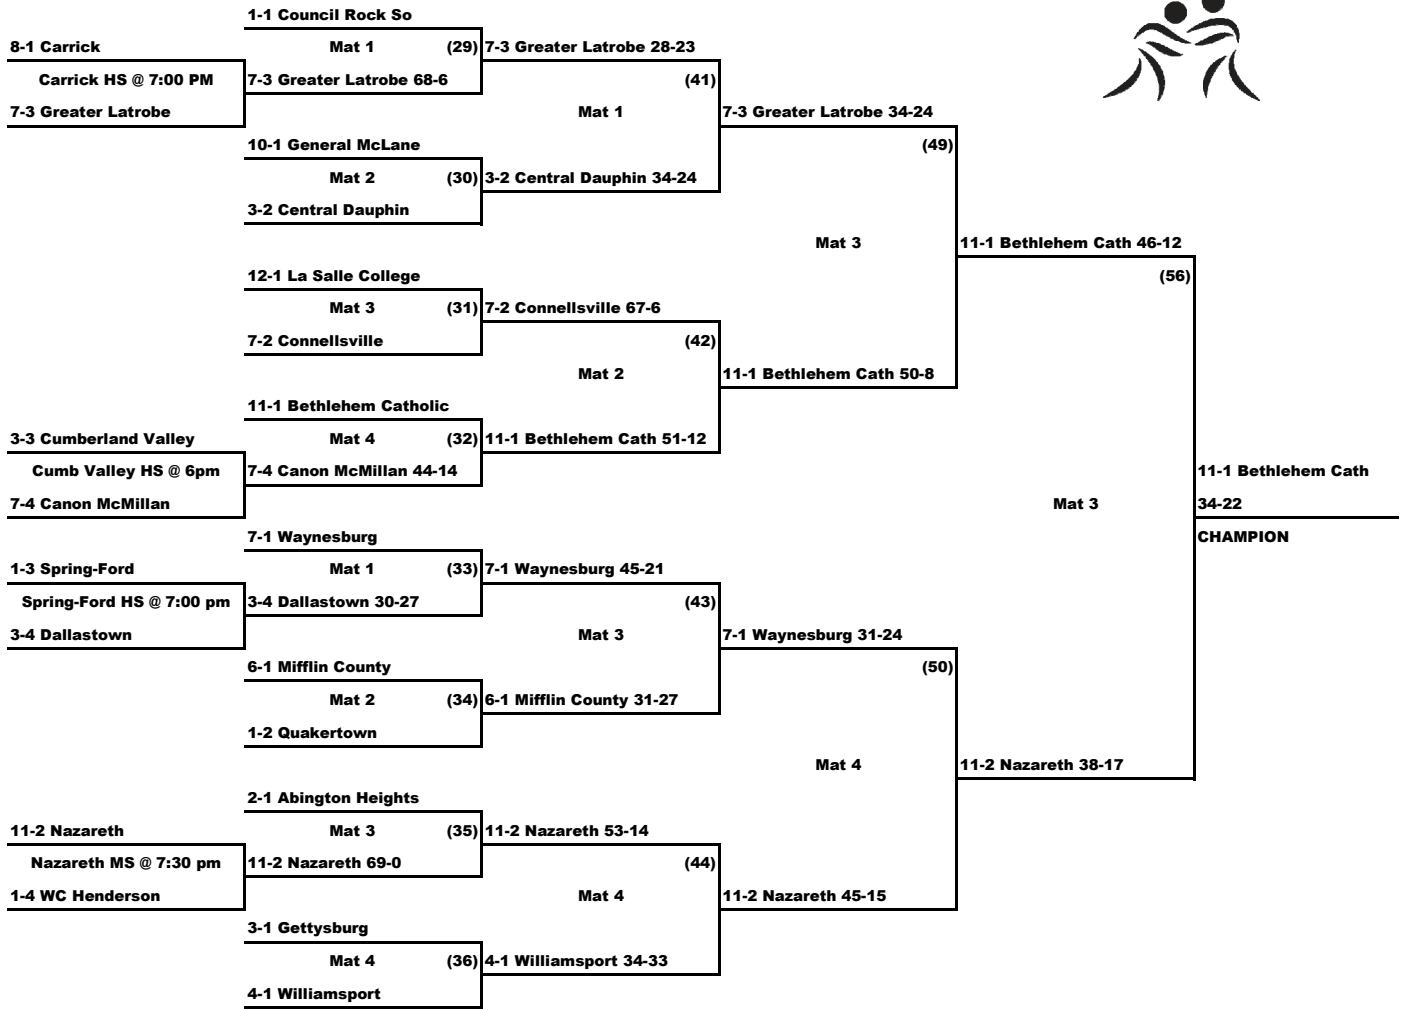 1-1 Council Rock So
8-1 Carrick
Mat 1
(29)
7-3 Greater Latrobe 28-23
Carrick HS @ 7:00 PM
7-3 Greater Latrobe 68-6
(41)
7-3 Greater Latrobe
Mat 1
7-3 Greater Latrobe 34-24
10-1 General McLane
(49)
Mat 2
(30)
3-2 Central Dauphin 34-24
3-2 Central Dauphin
Mat 3
11-1 Bethlehem Cath 46-12
12-1 La Salle College
(56)
Mat 3
(31)
7-2 Connellsville 67-6
7-2 Connellsville
(42)
Mat 2
11-1 Bethlehem Cath 50-8
11-1 Bethlehem Catholic
3-3 Cumberland Valley
Mat 4
(32)
11-1 Bethlehem Cath 51-12
Cumb Valley HS @ 6pm
7-4 Canon McMillan 44-14
11-1 Bethlehem Cath
7-4 Canon McMillan
Mat 3
34-22
7-1 Waynesburg
CHAMPION
1-3 Spring-Ford
Mat 1
(33)
7-1 Waynesburg 45-21
Spring-Ford HS @ 7:00 pm
3-4 Dallastown 30-27
(43)
3-4 Dallastown
Mat 3
7-1 Waynesburg 31-24
6-1 Mifflin County
(50)
Mat 2
(34)
6-1 Mifflin County 31-27
1-2 Quakertown
Mat 4
11-2 Nazareth 38-17
2-1 Abington Heights
11-2 Nazareth
Mat 3
(35)
11-2 Nazareth 53-14
Nazareth MS @ 7:30 pm
11-2 Nazareth 69-0
(44)
1-4 WC Henderson
Mat 4
11-2 Nazareth 45-15
3-1 Gettysburg
Mat 4
(36)
4-1 Williamsport 34-33
4-1 Williamsport